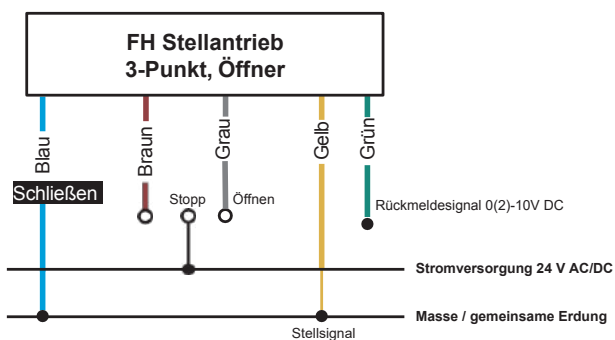 FH Stellantrieb
3-Punkt, Öffner
Blau
Braun
Grau
Gelb
Grün
Schließen
Stopp
Öffnen
Rückmeldesignal 0(2)-10V DC
Stromversorgung 24 V AC/DC
Masse / gemeinsame Erdung
Stellsignal